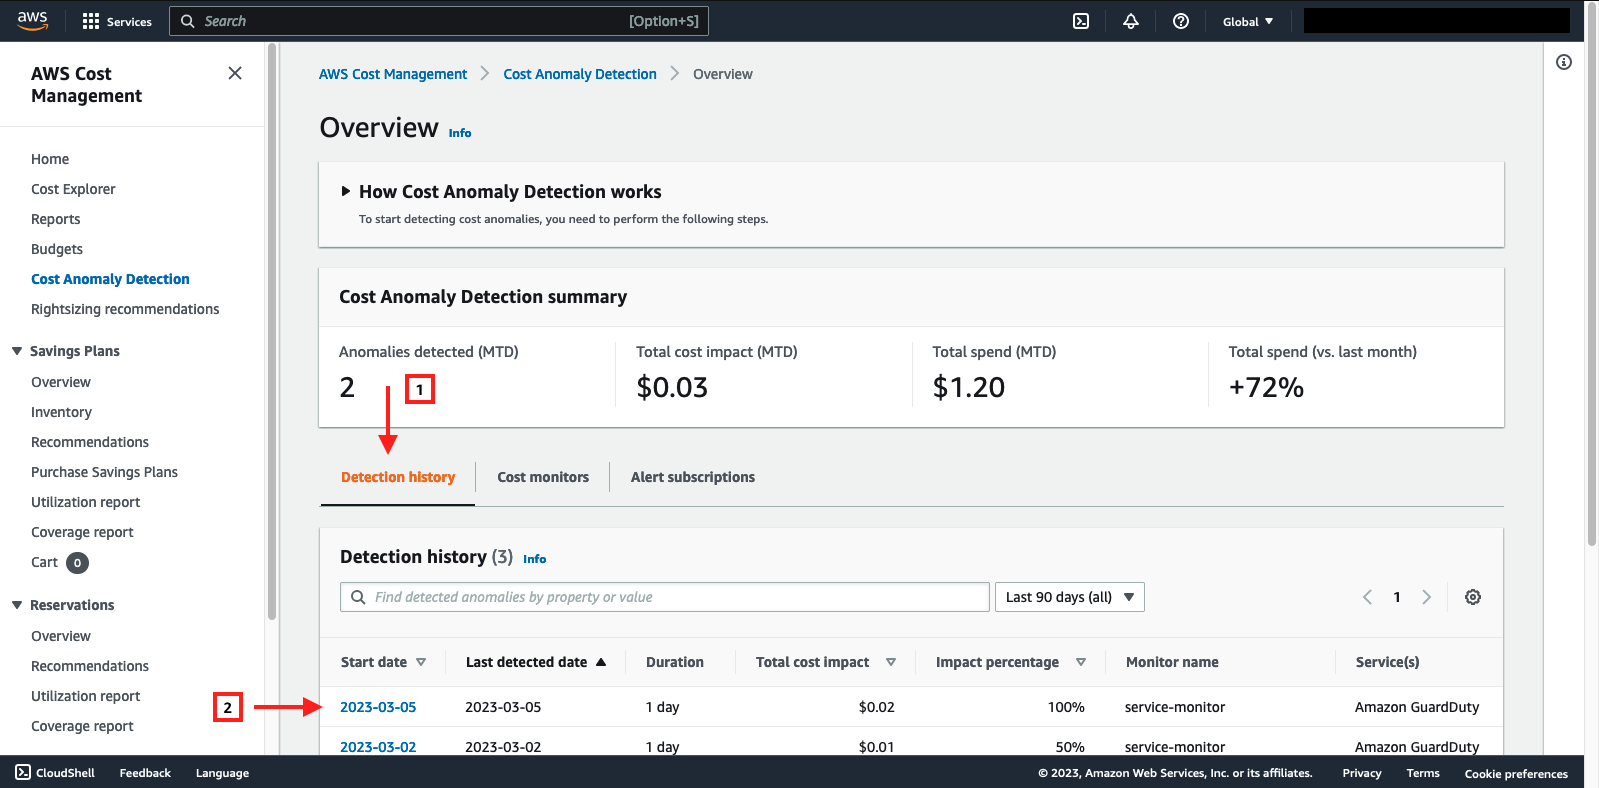 aws
Services
Search
[Option+S]
Global
AWS Cost
Management
Home
Cost Explorer
Reports
Budgets
Cost Anomaly Detection
Rightsizing recommendations
Savings Plans
Overview
Inventory
Recommendations
Purchase Savings Plans
Utilization report
Coverage report
Cart 0
Reservations
Overview
Recommendations
Utilization report
Coverage report
AWS Cost Management > Cost Anomaly Detection > Overview
Overview Info
How Cost Anomaly Detection works
To start detecting cost anomalies, you need to perform the following steps.
Cost Anomaly Detection summary
Anomalies detected (MTD)
2
1
Total cost impact (MTD)
$0.03
Total spend (MTD)
$1.20
Total spend (vs. last month)
+72%
Detection history
Cost monitors
Alert subscriptions
Detection history (3) Info
Find detected anomalies by property or value
Last 90 days (all)
1
Start date Last detected date Duration Total cost impact Impact percentage Monitor name Service(s)
2
2023-03-05 2023-03-05 1 day $0.02 100% service-monitor Amazon GuardDuty
2023-03-02 2023-03-02 1 day $0.01 50% service-monitor Amazon GuardDuty
CloudShell Feedback Language
© 2023, Amazon Web Services, Inc. or its affiliates. Privacy Terms Cookie preferences